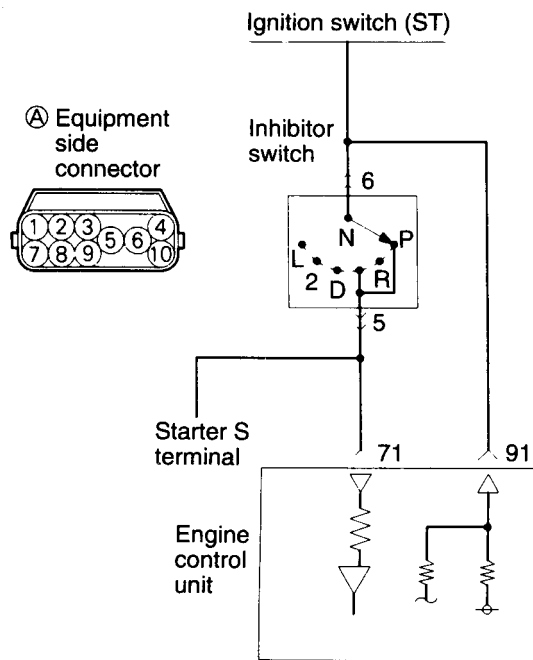 Ignition switch (ST)
Ⓐ Equipment
side
connector
1 2 3 4
5 6
7 8 9 10
Inhibitor
switch
6
N
P
L
2
D
R
5
Starter S
terminal
71
91
Engine
control
unit